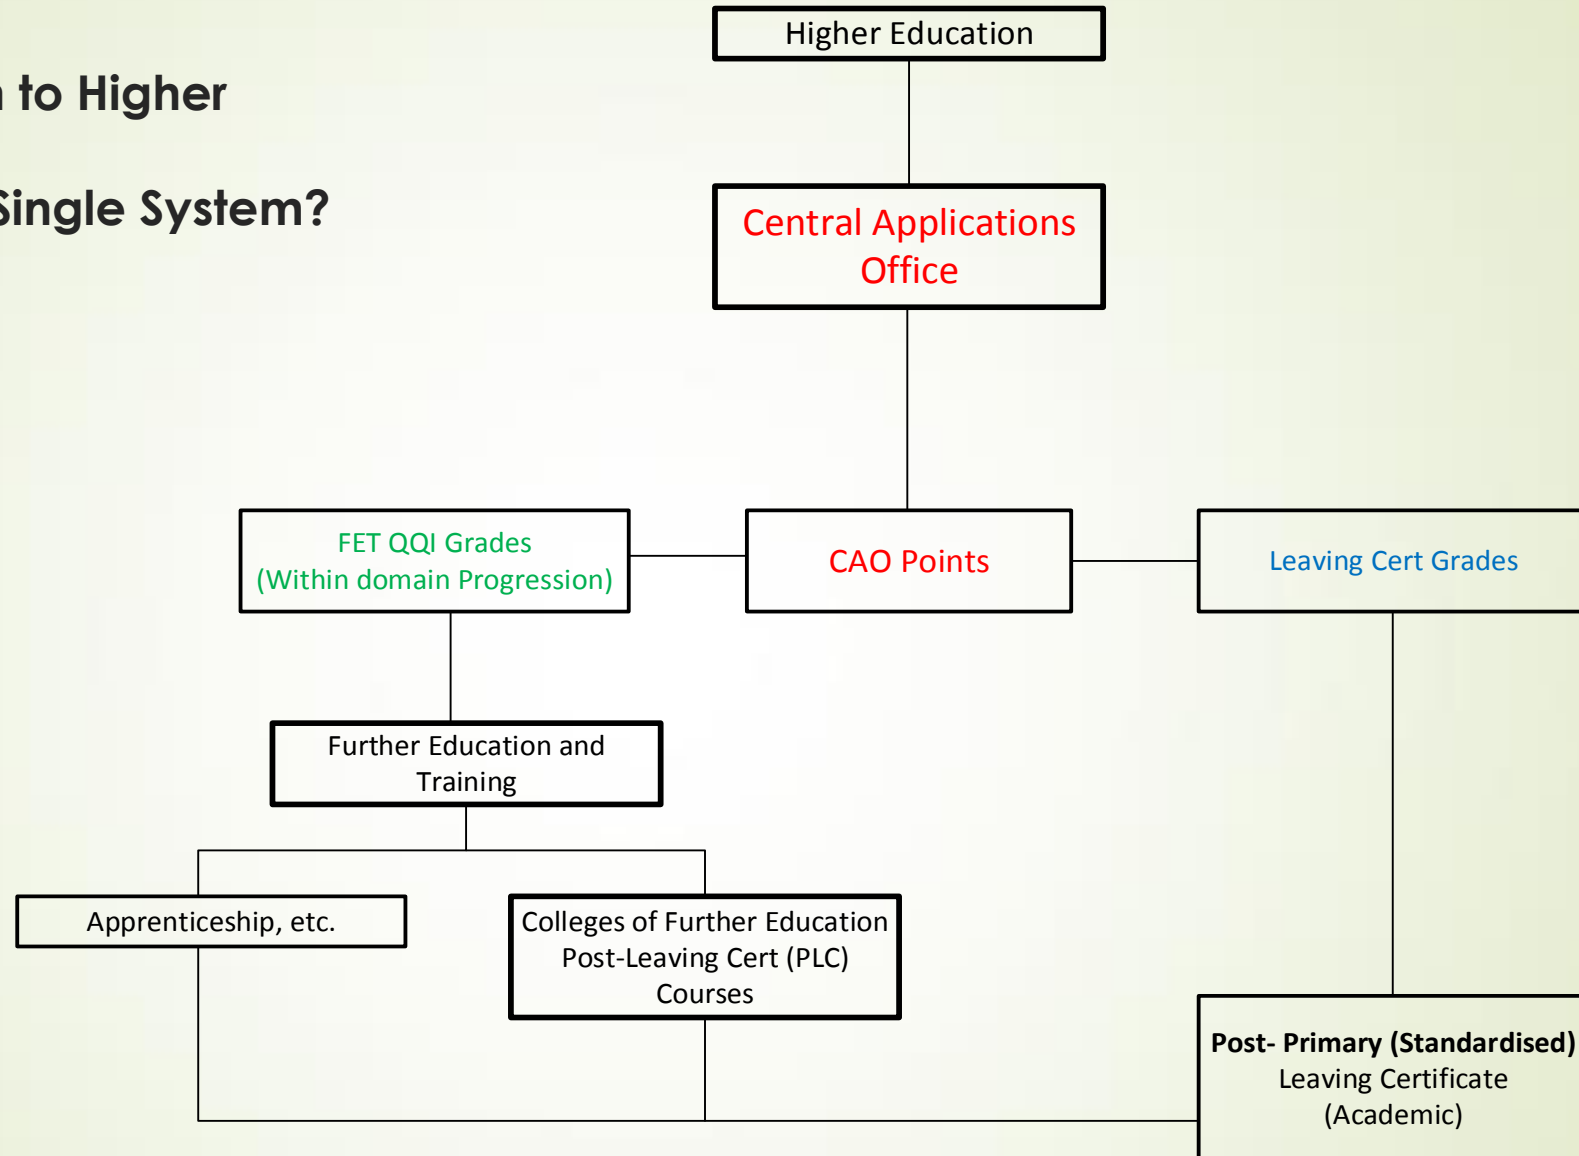 Higher Education
to Higher
Single System?
Central Applications
Office
FET QQI Grades
(Within domain Progression)
CAO Points
Leaving Cert Grades
Further Education and
Training
Apprenticeship, etc.
Colleges of Further Education
Post-Leaving Cert (PLC)
Courses
Post- Primary (Standardised)
Leaving Certificate
(Academic)